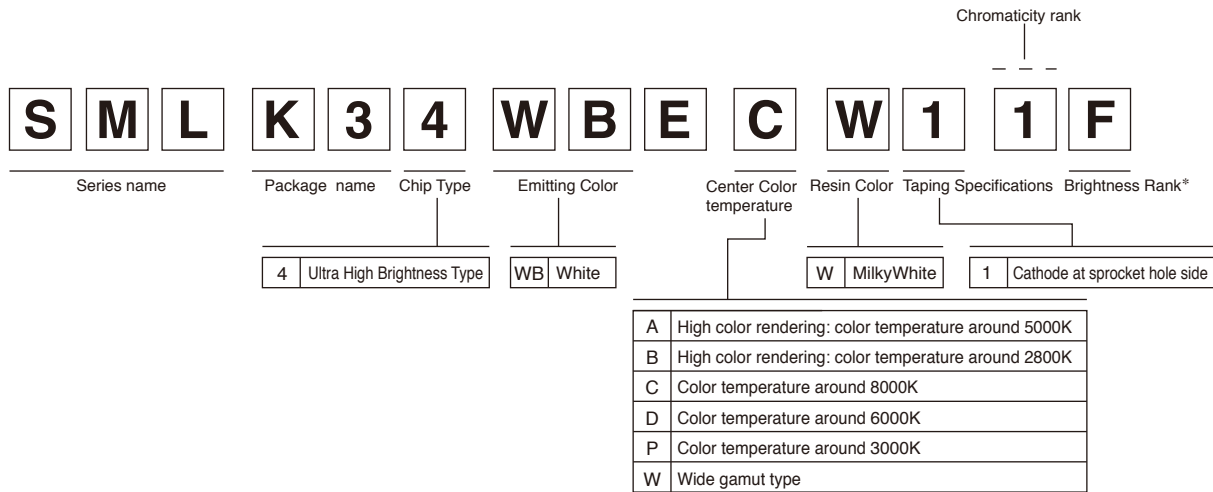 Chromaticity rank
S M L K 3 4 W B E C W 1 1 F
Series name Package name Chip Type Emitting Color Center Color temperature Resin Color Taping Specifications Brightness Rank*
4 Ultra High Brightness Type
WB White
W MilkyWhite
1 Cathode at sprocket hole side
A High color rendering: color temperature around 5000K
B High color rendering: color temperature around 2800K
C Color temperature around 8000K
D Color temperature around 6000K
P Color temperature around 3000K
W Wide gamut type